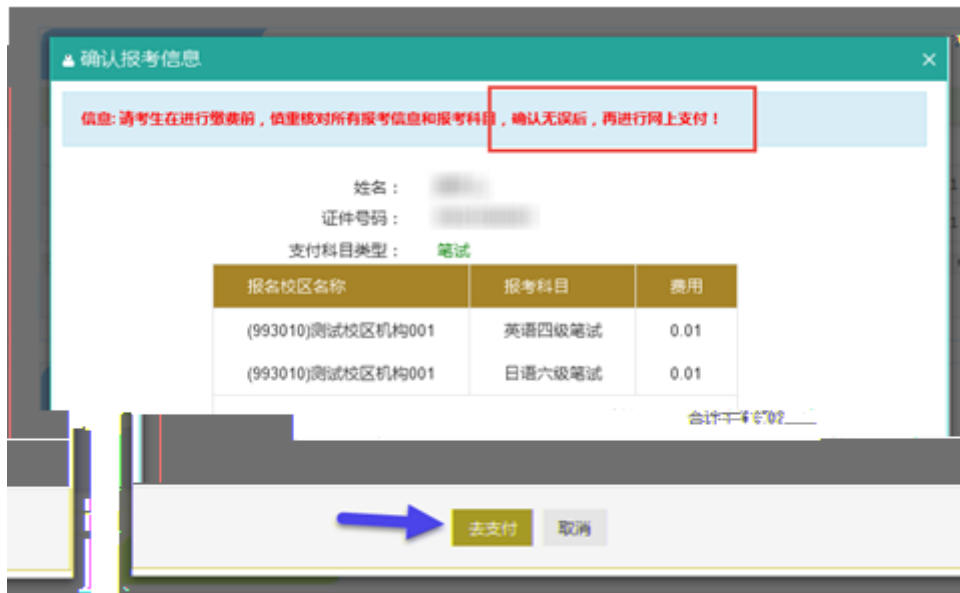 确认报考信息
信息: 请考生在进行缴费前，慎重核对所有报考信息和报考科目，确认无误后，再进行网上支付！
姓名：
证件号码：
支付科目类型： 笔试
报名校区名称 报考科目 费用
(993010)测试校区机构001 英语四级笔试 0.01
(993010)测试校区机构001 日语六级笔试 0.01
合计
去支付 取消